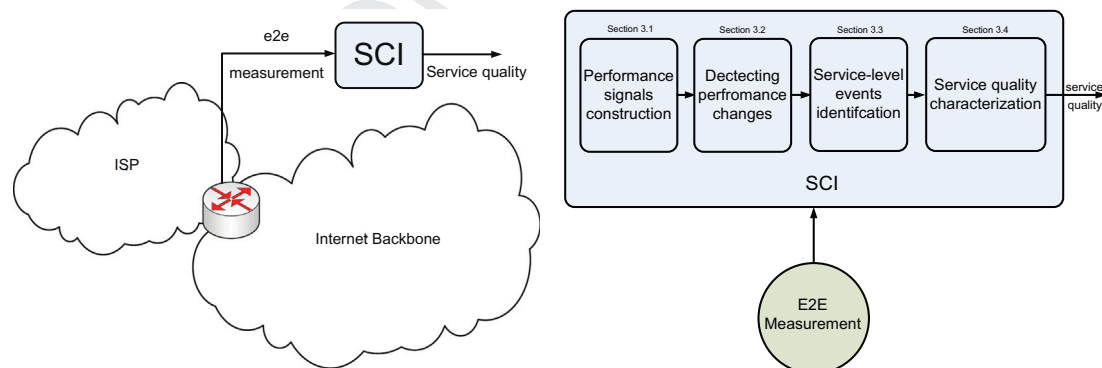 e2e
measurement
SCI
Service quality
ISP
Internet Backbone
Section 3.1
Performance
signals
construction
Section 3.2
Dectecting
perfromance
changes
Section 3.3
Service-level
events
identifcation
Section 3.4
Service quality
characterization
service
quality
SCI
E2E
Measurement